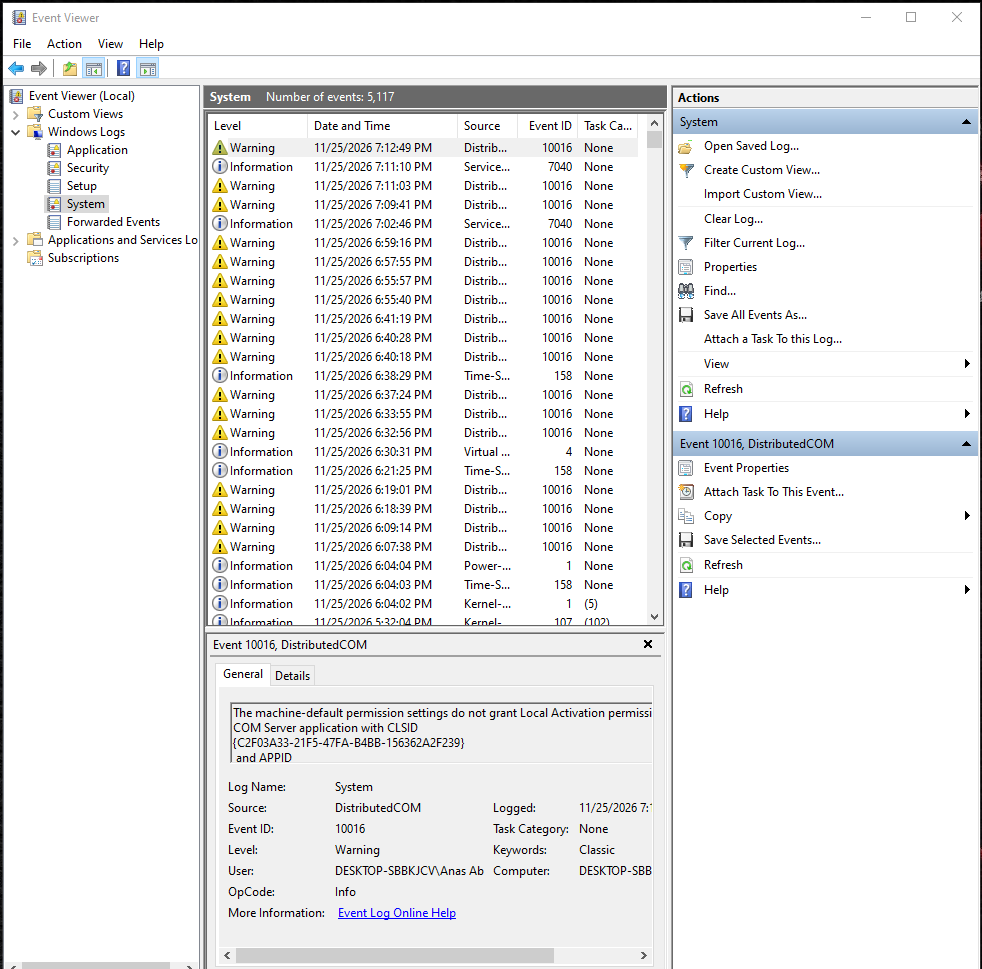 Event Viewer
File Action View Help
Event Viewer (Local)
Custom Views
Windows Logs
Application
Security
Setup
System
Forwarded Events
Applications and Services Lo
Subscriptions
System Number of events: 5,117
Level Date and Time Source Event ID Task Ca...
Warning 11/25/2026 7:12:49 PM Distrib... 10016 None
Information 11/25/2026 7:11:10 PM Service... 7040 None
Warning 11/25/2026 7:11:03 PM Distrib... 10016 None
Warning 11/25/2026 7:09:41 PM Distrib... 10016 None
Information 11/25/2026 7:02:46 PM Service... 7040 None
Warning 11/25/2026 6:59:16 PM Distrib... 10016 None
Warning 11/25/2026 6:57:55 PM Distrib... 10016 None
Warning 11/25/2026 6:55:57 PM Distrib... 10016 None
Warning 11/25/2026 6:55:40 PM Distrib... 10016 None
Warning 11/25/2026 6:41:19 PM Distrib... 10016 None
Warning 11/25/2026 6:40:28 PM Distrib... 10016 None
Warning 11/25/2026 6:40:18 PM Distrib... 10016 None
Information 11/25/2026 6:38:29 PM Time-S... 158 None
Warning 11/25/2026 6:37:24 PM Distrib... 10016 None
Warning 11/25/2026 6:33:55 PM Distrib... 10016 None
Warning 11/25/2026 6:32:56 PM Distrib... 10016 None
Information 11/25/2026 6:30:31 PM Virtual ... 4 None
Information 11/25/2026 6:21:25 PM Time-S... 158 None
Warning 11/25/2026 6:19:01 PM Distrib... 10016 None
Warning 11/25/2026 6:18:39 PM Distrib... 10016 None
Warning 11/25/2026 6:09:14 PM Distrib... 10016 None
Warning 11/25/2026 6:07:38 PM Distrib... 10016 None
Information 11/25/2026 6:04:04 PM Power-... 1 None
Information 11/25/2026 6:04:03 PM Time-S... 158 None
Information 11/25/2026 6:04:02 PM Kernel-... 1 (5)
Information 11/25/2026 5:32:04 PM Kernel- 107 (102)
Event 10016, DistributedCOM
General Details
The machine-default permission settings do not grant Local Activation permissi
COM Server application with CLSID
{C2F03A33-21F5-47FA-B4BB-156362A2F239}
and APPID
Log Name: System
Source: DistributedCOM Logged: 11/25/2026 7:
Event ID: 10016 Task Category: None
Level: Warning Keywords: Classic
User: DESKTOP-SBBKJCV\Anas Ab Computer: DESKTOP-SBB
OpCode: Info
More Information: Event Log Online Help
Actions
System
Open Saved Log...
Create Custom View...
Import Custom View...
Clear Log...
Filter Current Log...
Properties
Find...
Save All Events As...
Attach a Task To this Log...
View
Refresh
Help
Event 10016, DistributedCOM
Event Properties
Attach Task To This Event...
Copy
Save Selected Events...
Refresh
Help